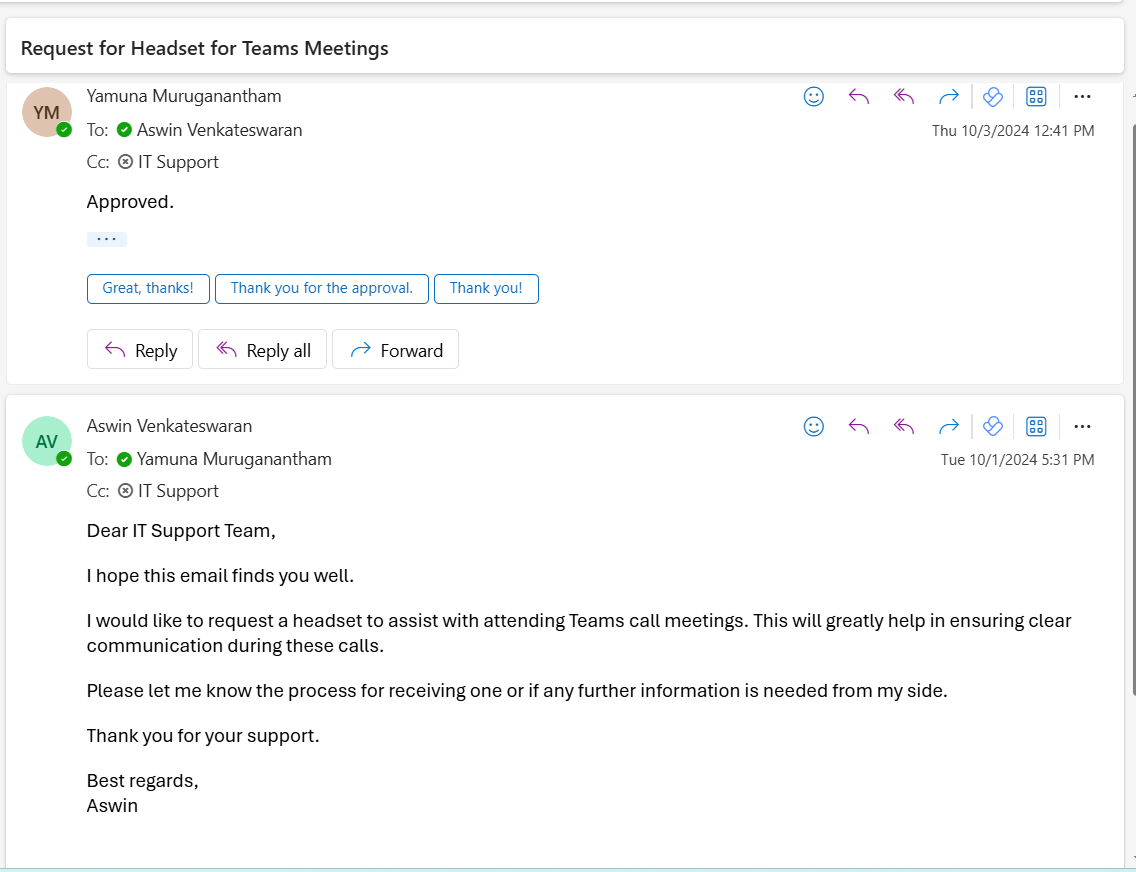 Request for Headset for Teams Meetings
YM
Yamuna Muruganantham
To: Aswin Venkateswaran
Thu 10/3/2024 12:41 PM
Cc: IT Support
Approved.
...
Great, thanks! Thank you for the approval. Thank you!
Reply Reply all Forward
AV
Aswin Venkateswaran
To: Yamuna Muruganantham
Tue 10/1/2024 5:31 PM
Cc: IT Support
Dear IT Support Team,
I hope this email finds you well.
I would like to request a headset to assist with attending Teams call meetings. This will greatly help in ensuring clear
communication during these calls.
Please let me know the process for receiving one or if any further information is needed from my side.
Thank you for your support.
Best regards,
Aswin